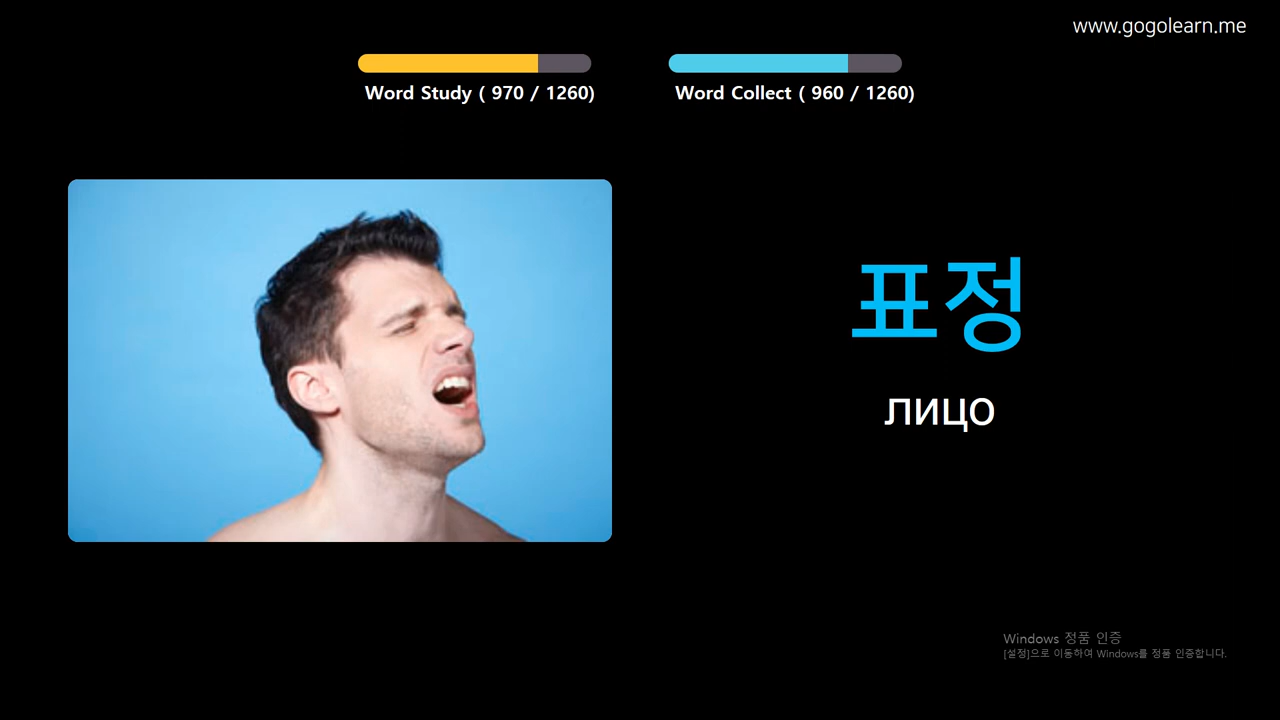 www.gogolearn.me
Word Study ( 970 / 1260)
Word Collect ( 960 / 1260)
표정
лицо
Windows 정품 인증
[설정]으로 이동하여 Windows를 정품 인증합니다.